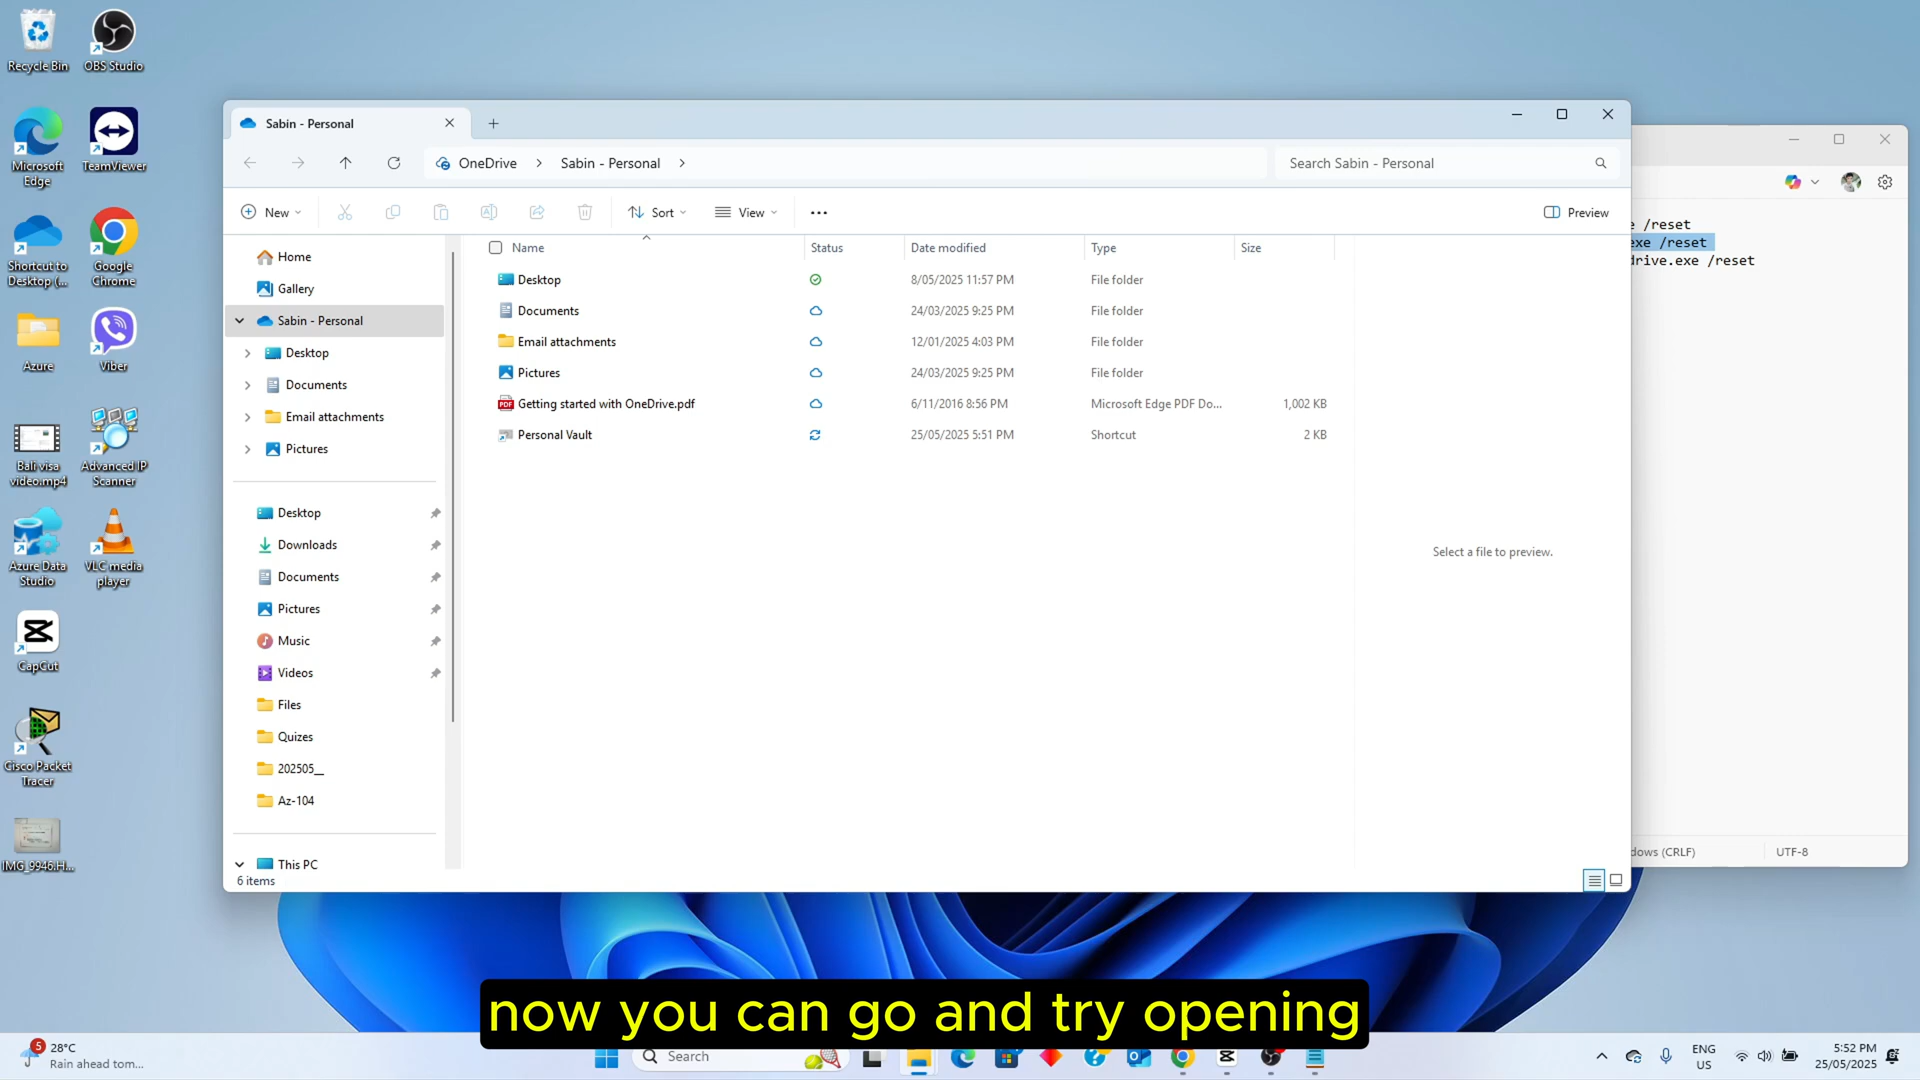 Recycle Bin
OBS Studio
Microsoft
Edge
TeamViewer
Shortcut to
Desktop (...
Google
Chrome
Azure
Viber
Bali visa
video.mp4
Advanced IP
Scanner
Azure Data
Studio
VLC media
player
CapCut
Cisco Packet
Tracer
IMG_9946.H...
Sabin - Personal
OneDrive
Sabin - Personal
Search Sabin - Personal
New
Sort
View
Preview
Home
Gallery
Sabin - Personal
Desktop
Documents
Email attachments
Pictures
Desktop
Downloads
Documents
Pictures
Music
Videos
Files
Quizes
202505__
Az-104
This PC
6 items
Name Status Date modified Type Size
Desktop 8/05/2025 11:57 PM File folder
Documents 24/03/2025 9:25 PM File folder
Email attachments 12/01/2025 4:03 PM File folder
Pictures 24/03/2025 9:25 PM File folder
Getting started with OneDrive.pdf 6/11/2016 8:56 PM Microsoft Edge PDF Do... 1,002 KB
Personal Vault 25/05/2025 5:51 PM Shortcut 2 KB
Select a file to preview.
e /reset
exe /reset
drive.exe /reset
dows (CRLF)
UTF-8
now you can go and try opening
5
28°C
Rain ahead tom...
Search
ENG
US
5:52 PM
25/05/2025